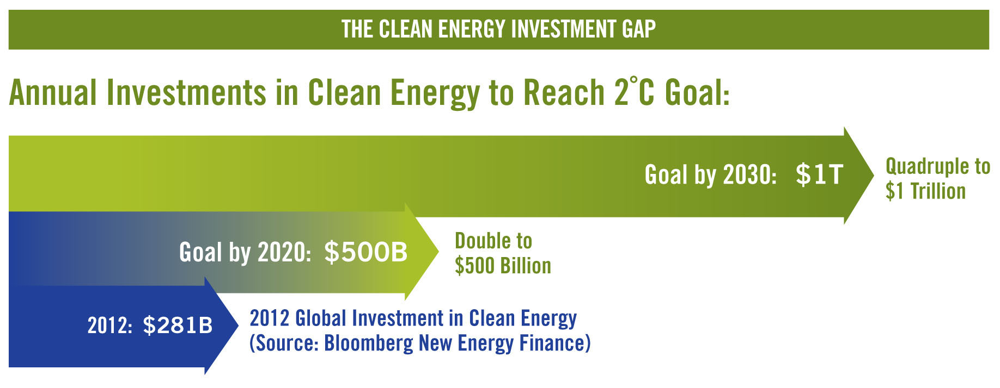 THE CLEAN ENERGY INVESTMENT GAP
Annual Investments in Clean Energy to Reach 2°C Goal:
Goal by 2030: $1T
Quadruple to
$1 Trillion
Goal by 2020: $500B
Double to
$500 Billion
2012: $281B
2012 Global Investment in Clean Energy
(Source: Bloomberg New Energy Finance)